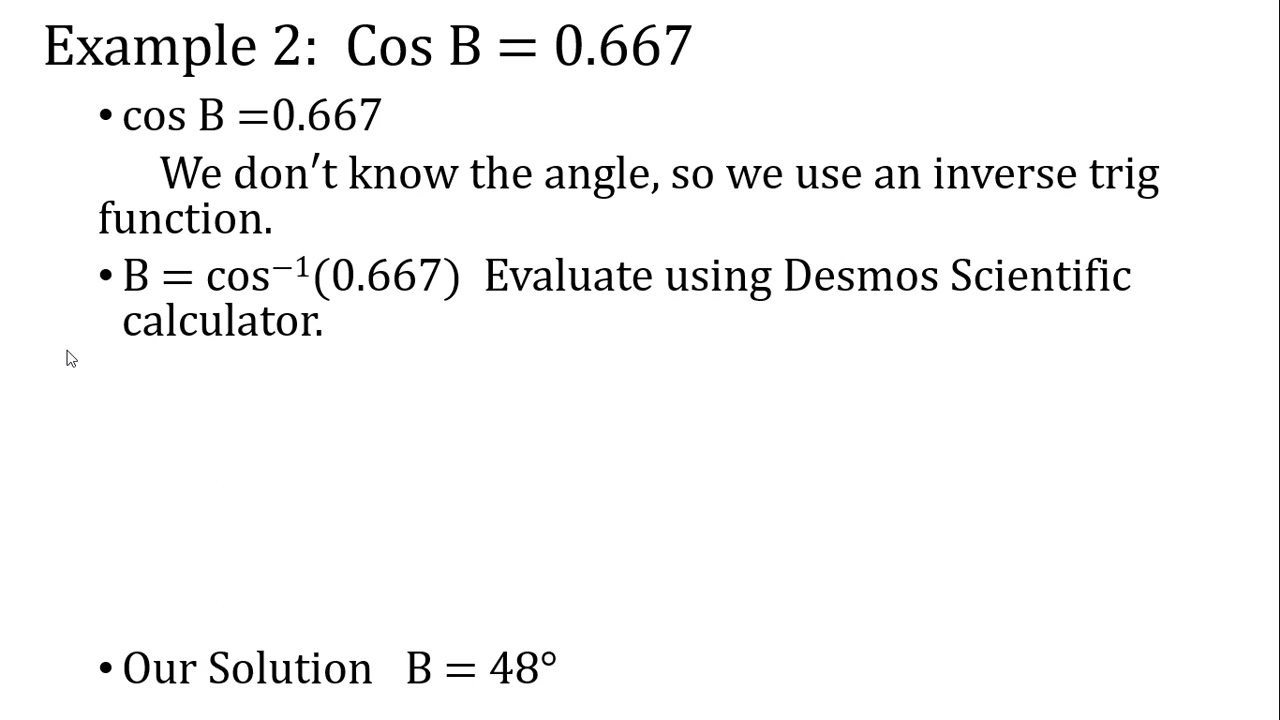 Example 2:  Cos B = 0.667
• cos B =0.667
We don′t know the angle, so we use an inverse trig
function.
• B = cos⁻¹(0.667)  Evaluate using Desmos Scientific
calculator.
• Our Solution   B = 48°